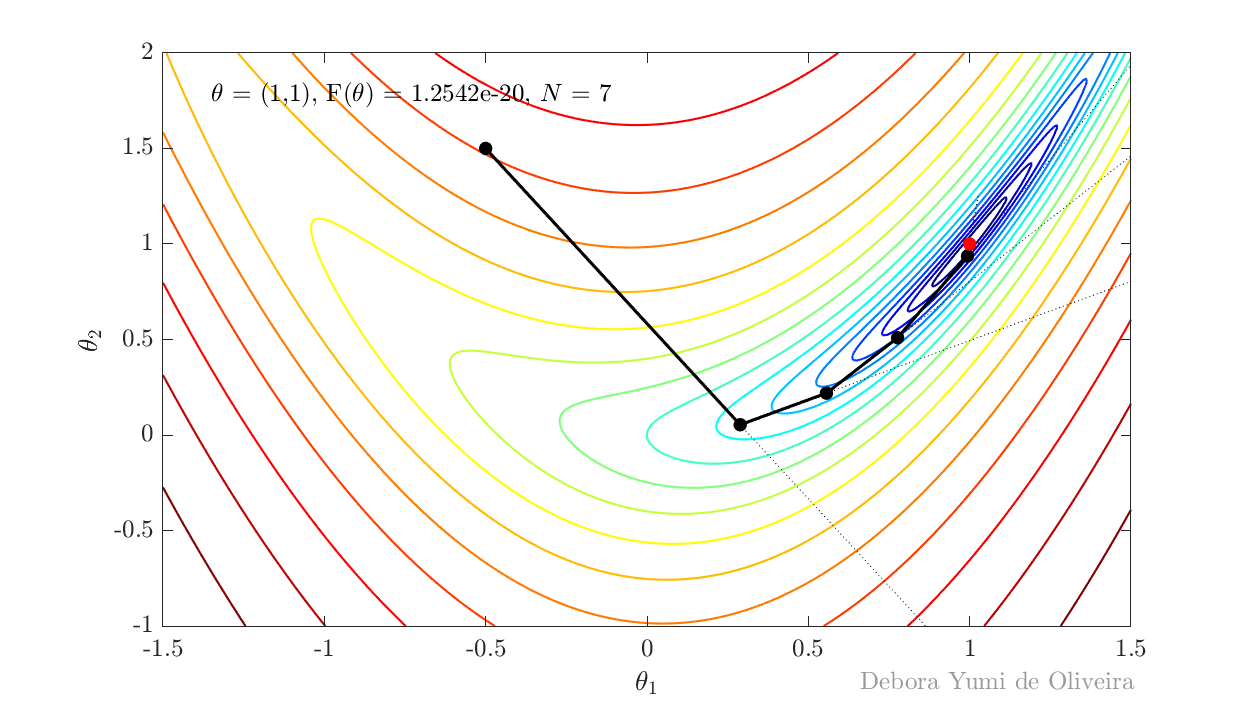 2
θ = (1,1), F(θ) = 1.2542e-20, N = 7
1.5
1
0.5
0
-0.5
-1
θ₂
-1.5 -1 -0.5 0 0.5 1 1.5
θ₁
Debora Yumi de Oliveira